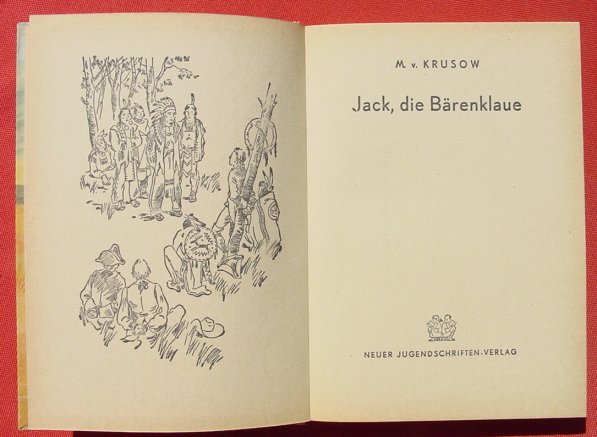 M. v. KRUSOW
Jack, die Bärenklaue
NEUER JUGENDSCHRIFTEN-VERLAG